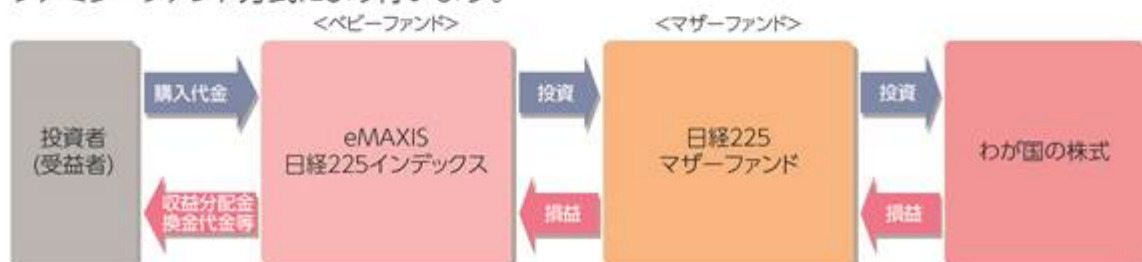 <ベビーファンド>
<マザーファンド>
購入代金
投資
投資
投資者
(受益者)
eMAXIS
日経225インデックス
日経225
マザーファンド
わが国の株式
収益分配金
換金代金等
損益
損益